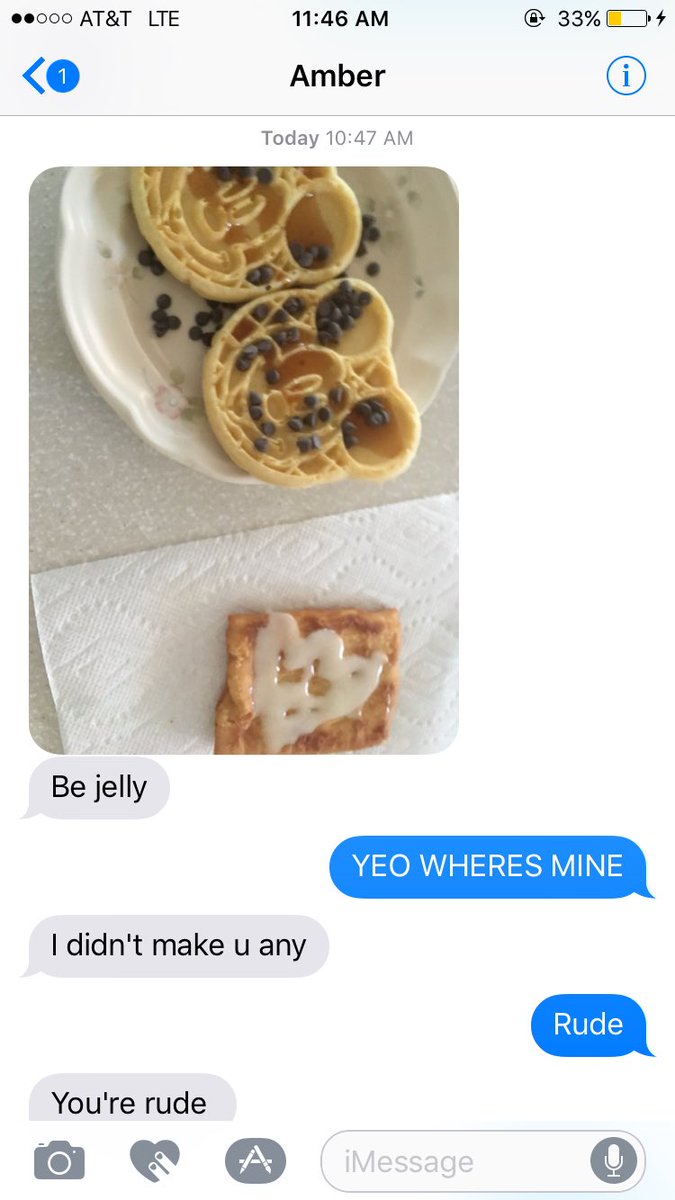 AT&T LTE 11:46 AM 33%
1 Amber i
Today 10:47 AM
Be jelly
YEO WHERES MINE
I didn't make u any
Rude
You're rude
iMessage